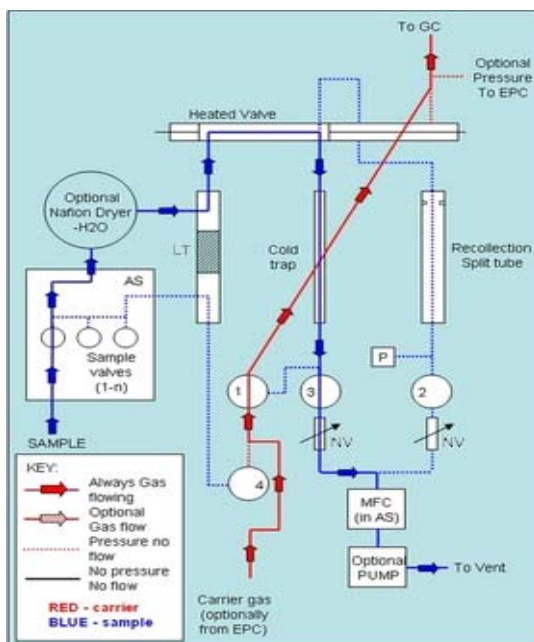 To GC
Optional
Pressure
To EPC
Heated Valve
Optional
Nafion Dryer
-H2O
LT
Cold
trap
Recollection
Split tube
AS
Sample
valves
(1-n)
P
1
3
2
SAMPLE
NV
NV
4
KEY:
Always Gas
flowing
Optional
Gas flow
Pressure no
flow
No pressure
No flow
RED - carrier
BLUE - sample
MFC
(in AS)
Optional
PUMP
To Vent
Carrier gas
(optionally
from EPC)